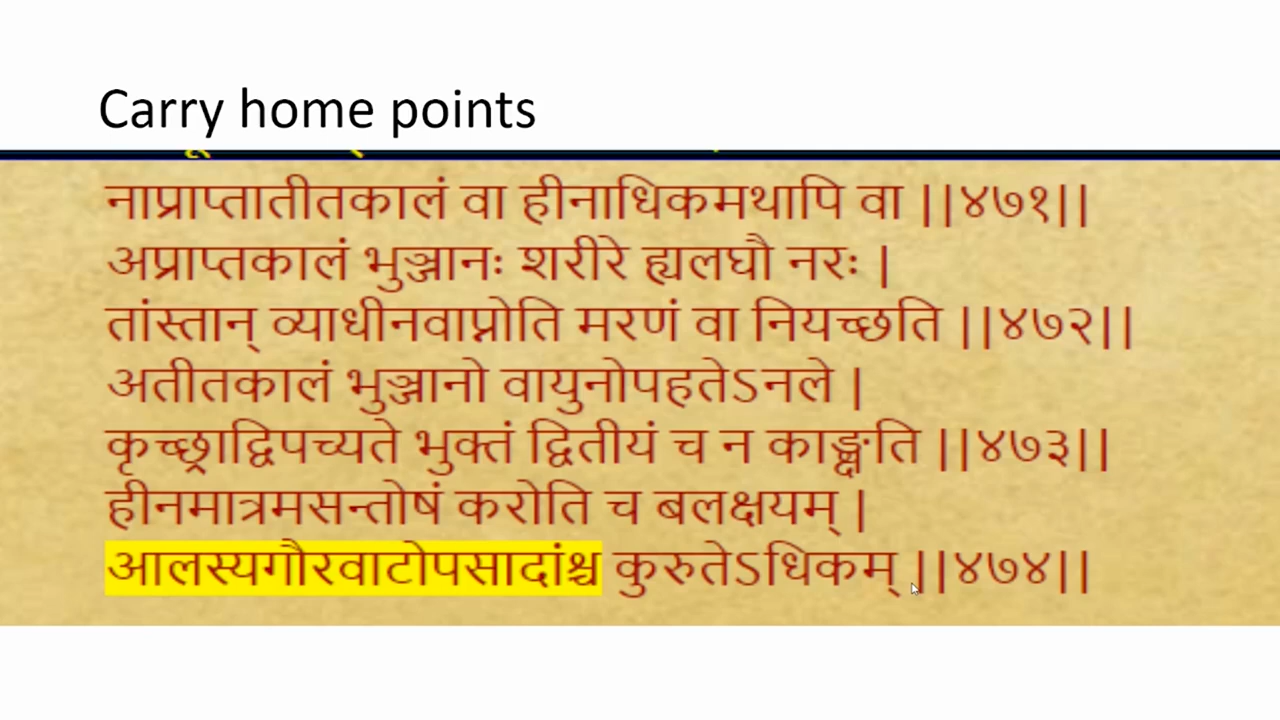 Carry home points
नाप्राप्तातीतकालं वा हीनाधिकमथापि वा ||४७१||
अप्राप्तकालं भुञ्जानः शरीरे ह्यलघौ नरः |
तांस्तान् व्याधीनवाप्नोति मरणं वा नियच्छति ||४७२||
अतीतकालं भुञ्जानो वायुनोपहतेऽनले |
कृच्छ्राद्विपच्यते भुक्तं द्वितीयं च न काङ्क्षति ||४७३||
हीनमात्रमसन्तोषं करोति च बलक्षयम् |
आलस्यगौरवाटोपसादांश्च कुरुतेऽधिकम् ||४७४||